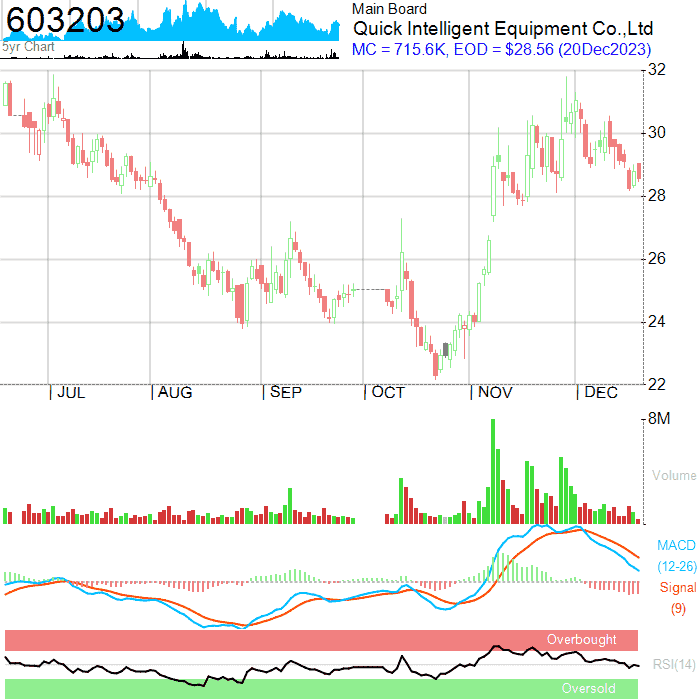 603203
5yr Chart
Main Board
Quick Intelligent Equipment Co.,Ltd
MC = 715.6K, EOD = $28.56 (20Dec2023)
32
30
28
26
24
22
JUL AUG SEP OCT NOV DEC
8M
Volume
MACD
(12-26)
Signal
(9)
Overbought
RSI(14)
Oversold